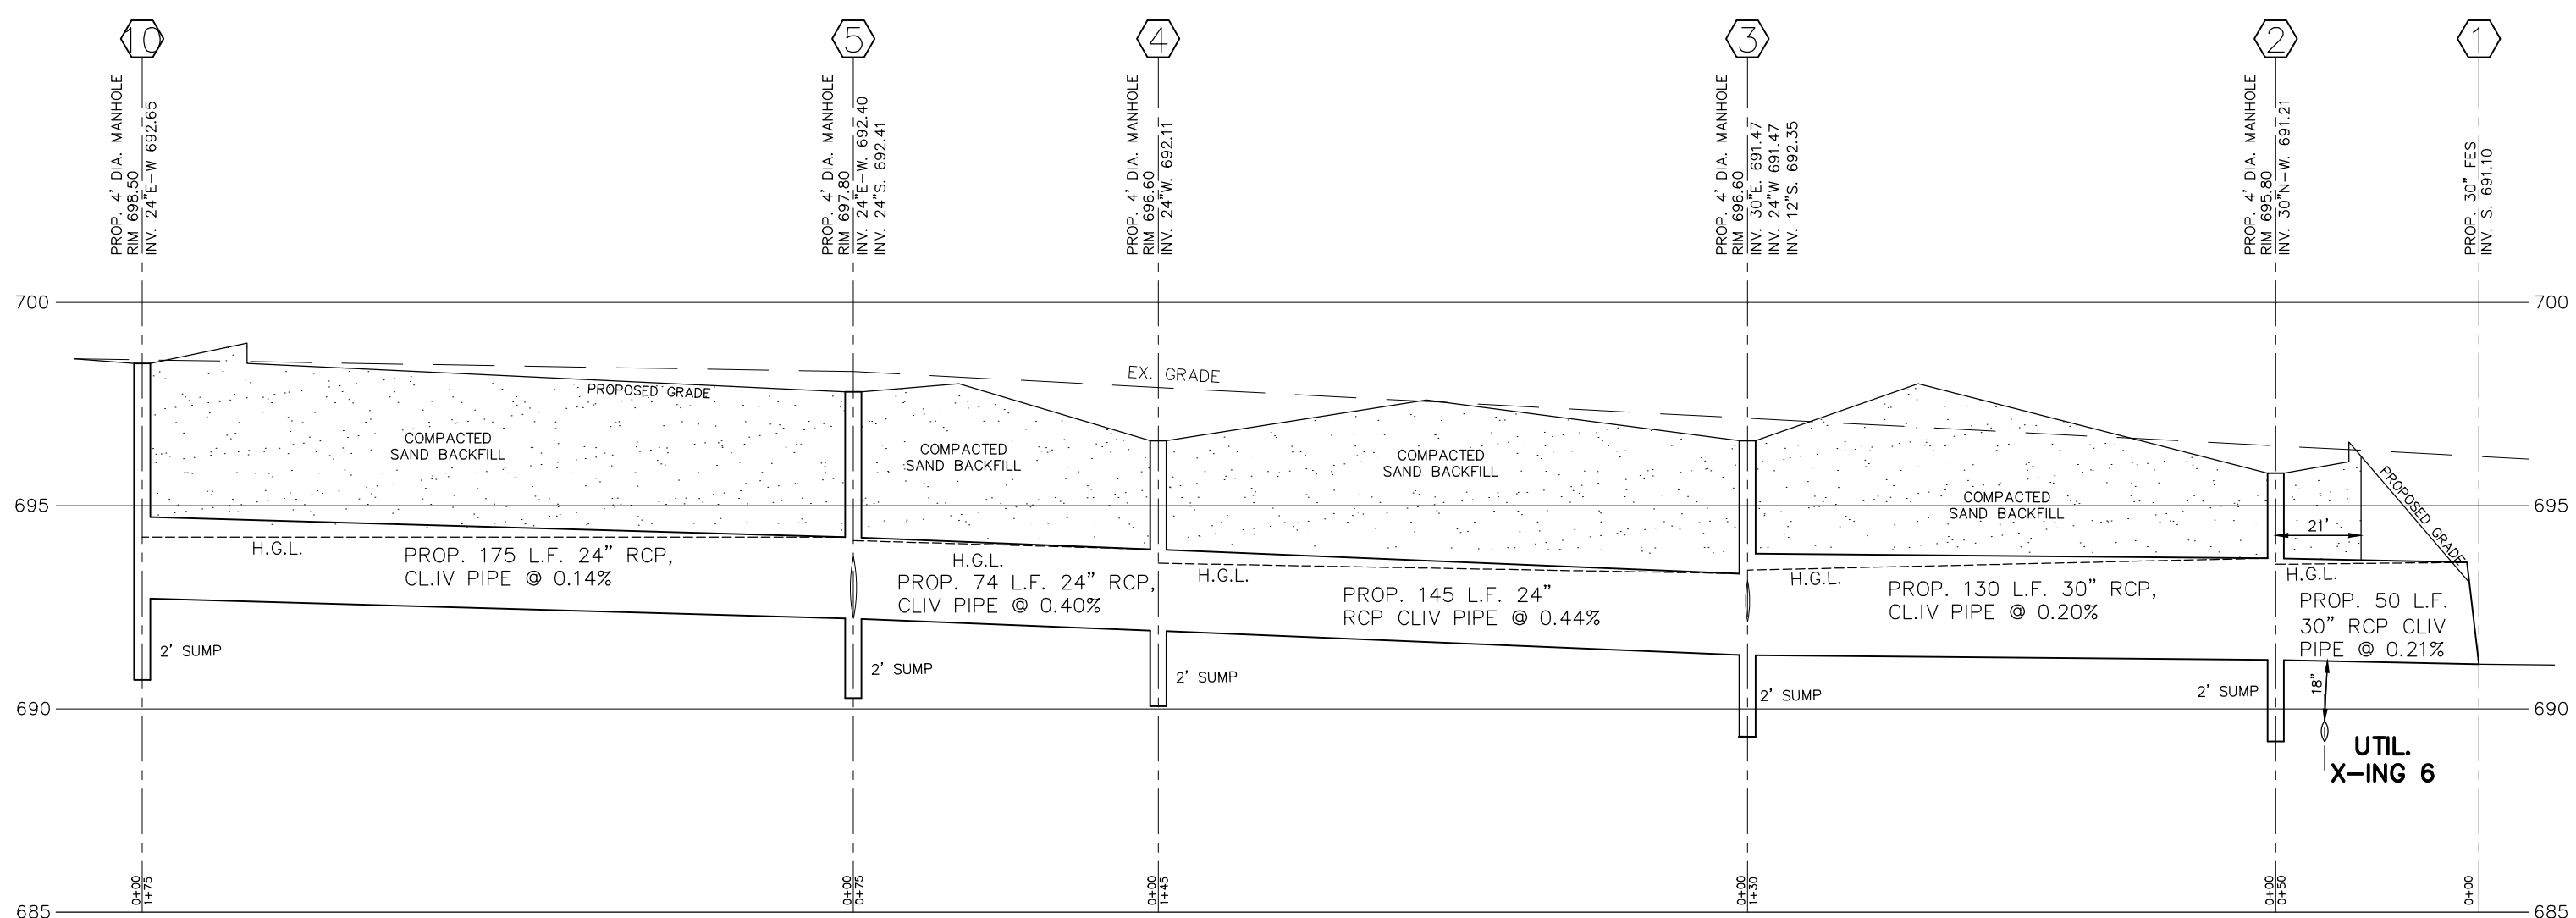 10
5
4
3
2
1
PROP. 4' DIA. MANHOLE
RIM 698.50
INV. 24"E-W 692.65
PROP. 4' DIA. MANHOLE
RIM 697.80
INV. 24"E-W. 692.40
INV. 24"S. 692.41
PROP. 4' DIA. MANHOLE
RIM 696.60
INV. 24"W. 692.11
PROP. 4' DIA. MANHOLE
RIM 696.60
INV. 30"E. 691.47
INV. 24"W 691.47
INV. 12"S. 692.35
PROP. 4' DIA. MANHOLE
RIM 695.80
INV. 30"N-W. 691.21
PROP. 30" FES
INV. S. 691.10
700
700
EX. GRADE
PROPOSED GRADE
COMPACTED
SAND BACKFILL
COMPACTED
SAND BACKFILL
COMPACTED
SAND BACKFILL
COMPACTED
SAND BACKFILL
PROPOSED GRADE
695
695
21'
H.G.L.
PROP. 175 L.F. 24" RCP,
CL.IV PIPE @ 0.14%
H.G.L.
PROP. 74 L.F. 24" RCP,
CLIV PIPE @ 0.40%
H.G.L.
PROP. 145 L.F. 24"
RCP CLIV PIPE @ 0.44%
H.G.L.
PROP. 130 L.F. 30" RCP,
CL.IV PIPE @ 0.20%
H.G.L.
PROP. 50 L.F.
30" RCP CLIV
PIPE @ 0.21%
2' SUMP
2' SUMP
2' SUMP
2' SUMP
2' SUMP
18"
690
690
UTIL.
X-ING 6
0+00
1+75
0+00
0+75
0+00
1+45
0+00
1+30
0+00
0+50
0+00
685
685